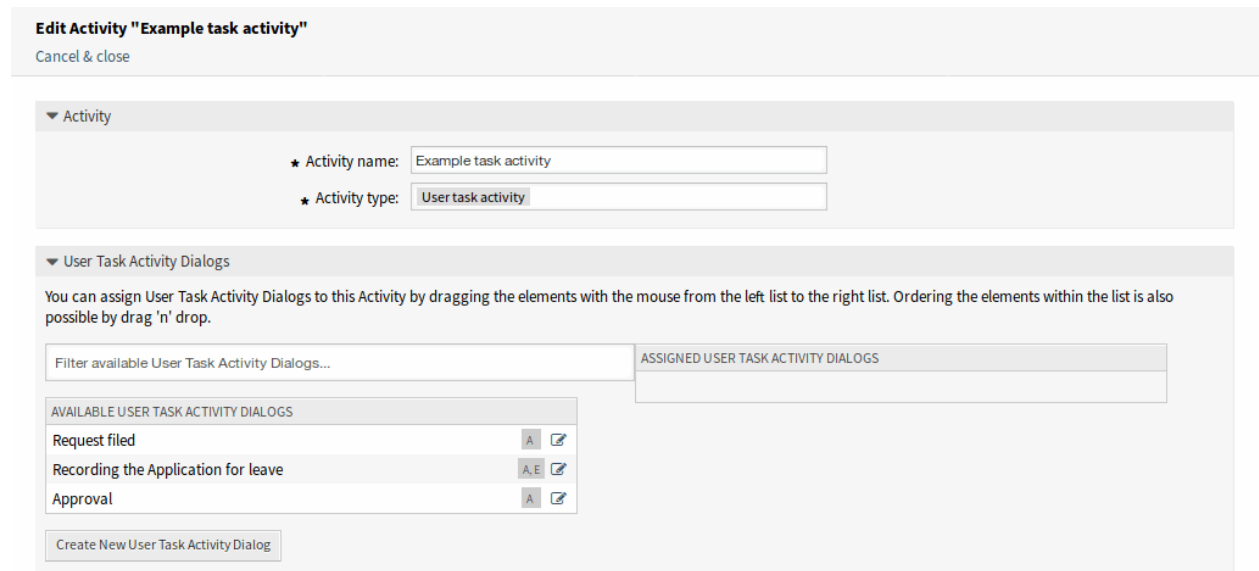 Edit Activity "Example task activity"
Cancel & close
Activity
★ Activity name: Example task activity
★ Activity type: User task activity
User Task Activity Dialogs
You can assign User Task Activity Dialogs to this Activity by dragging the elements with the mouse from the left list to the right list. Ordering the elements within the list is also
possible by drag 'n' drop.
Filter available User Task Activity Dialogs...
ASSIGNED USER TASK ACTIVITY DIALOGS
AVAILABLE USER TASK ACTIVITY DIALOGS
Request filed A
Recording the Application for leave A, E
Approval A
Create New User Task Activity Dialog